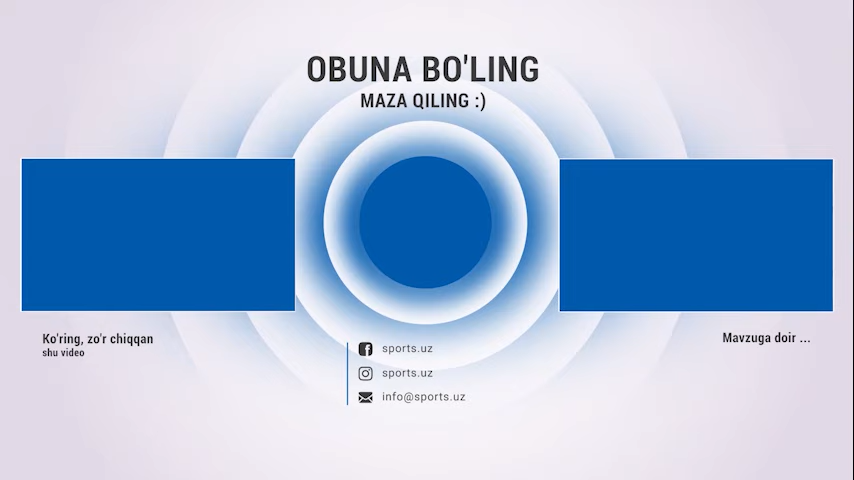 OBUNA BO'LING
MAZA QILING :)
Ko'ring, zo'r chiqqan
shu video
Mavzuga doir ...
sports.uz
sports.uz
info@sports.uz